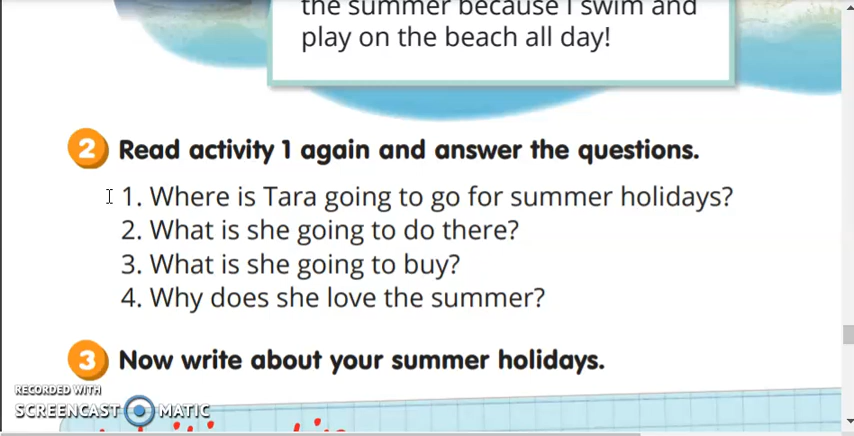 the summer because I swim and
play on the beach all day!
2 Read activity 1 again and answer the questions.
1. Where is Tara going to go for summer holidays?
2. What is she going to do there?
3. What is she going to buy?
4. Why does she love the summer?
3 Now write about your summer holidays.
RECORDED WITH
SCREENCAST MATIC